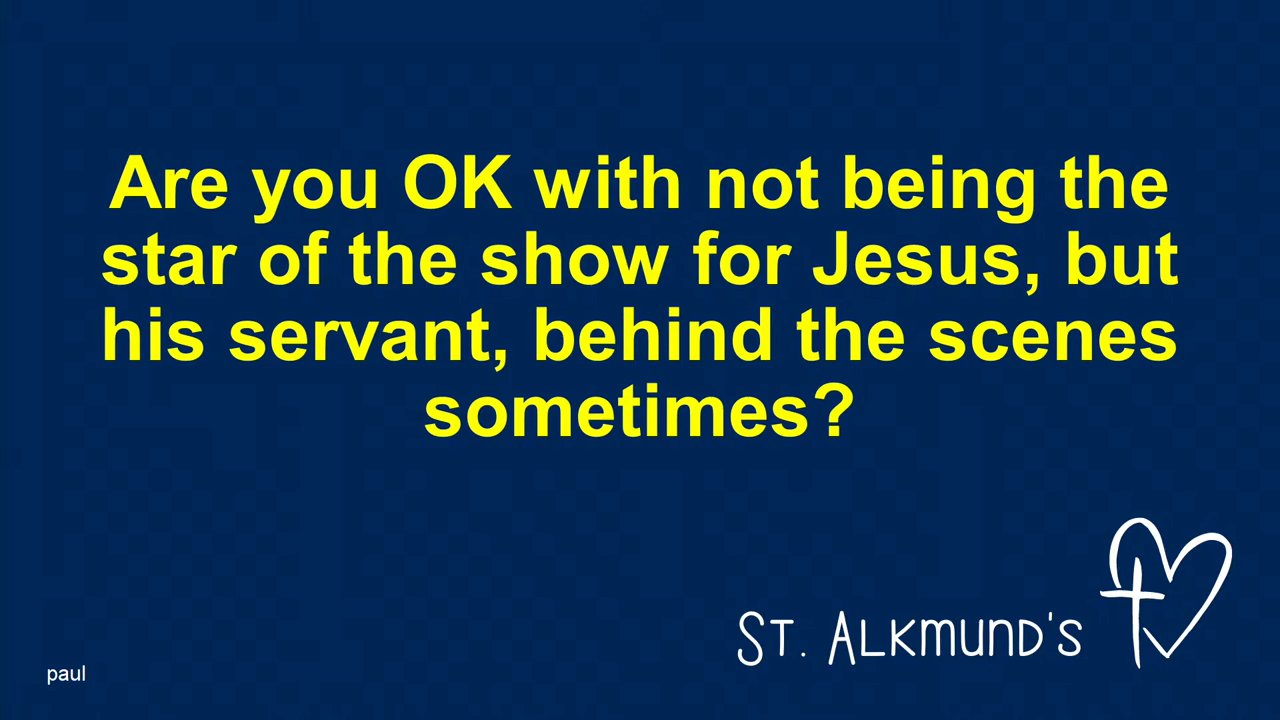 Are you OK with not being the
star of the show for Jesus, but
his servant, behind the scenes
sometimes?
ST. ALKMUND'S
paul